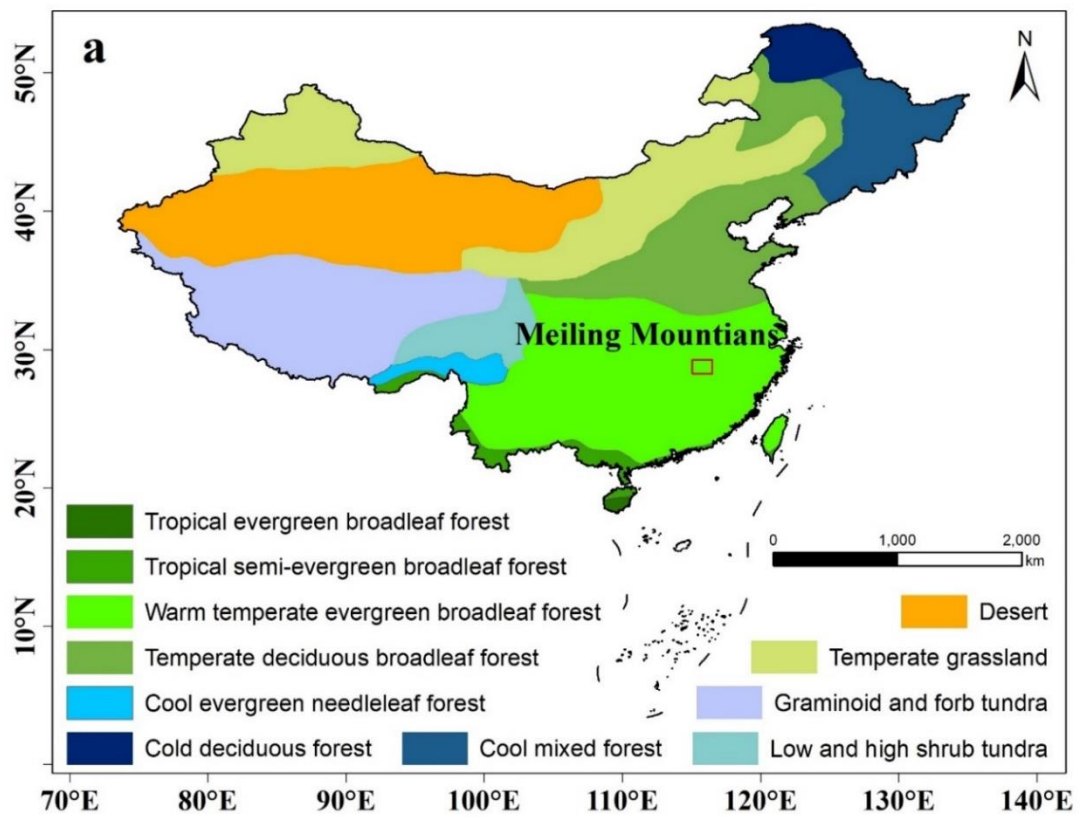 a
N
50°N
40°N
30°N
20°N
10°N
Meiling Mountians
0 1,000 2,000
km
Tropical evergreen broadleaf forest
Tropical semi-evergreen broadleaf forest
Warm temperate evergreen broadleaf forest
Desert
Temperate deciduous broadleaf forest
Temperate grassland
Cool evergreen needleleaf forest
Graminoid and forb tundra
Cold deciduous forest
Cool mixed forest
Low and high shrub tundra
70°E 80°E 90°E 100°E 110°E 120°E 130°E 140°E